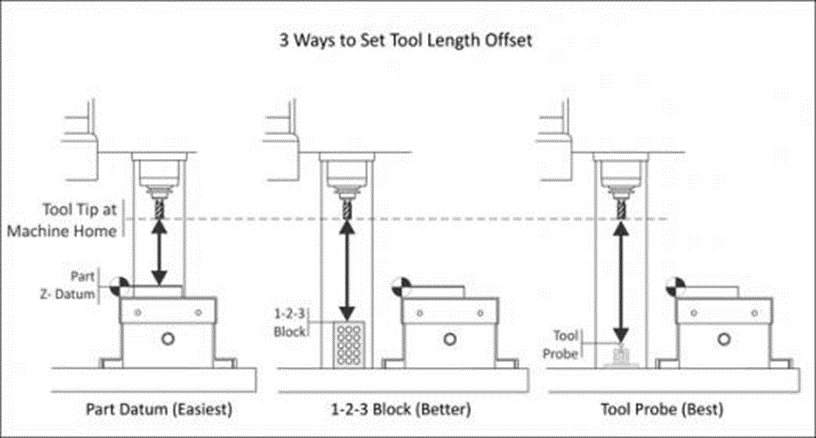 3 Ways to Set Tool Length Offset
Tool Tip at
Machine Home
Part
Z- Datum
1-2-3
Block
Tool
Probe
Part Datum (Easiest)
1-2-3 Block (Better)
Tool Probe (Best)